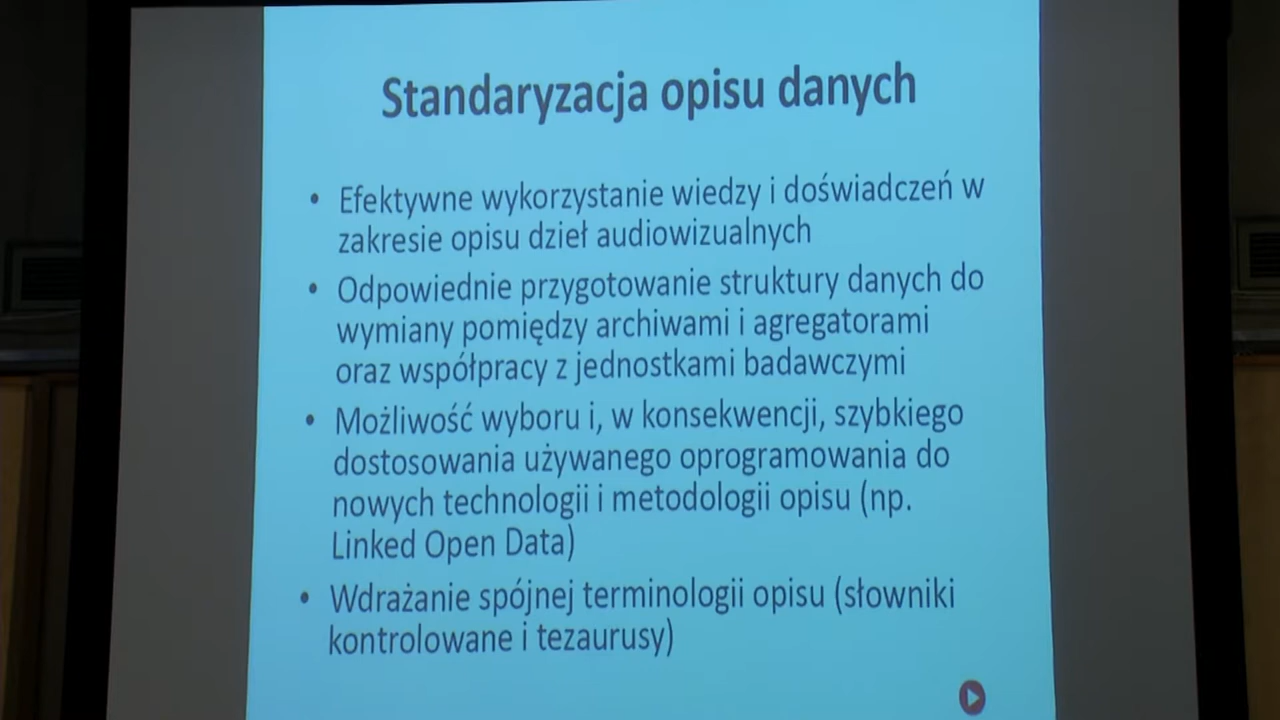 Standaryzacja opisu danych
• Efektywne wykorzystanie wiedzy i doświadczeń w
zakresie opisu dzieł audiowizualnych
• Odpowiednie przygotowanie struktury danych do
wymiany pomiędzy archiwami i agregatorami
oraz współpracy z jednostkami badawczymi
• Możliwość wyboru i, w konsekwencji, szybkiego
dostosowania używanego oprogramowania do
nowych technologii i metodologii opisu (np.
Linked Open Data)
• Wdrażanie spójnej terminologii opisu (słowniki
kontrolowane i tezaurusy)